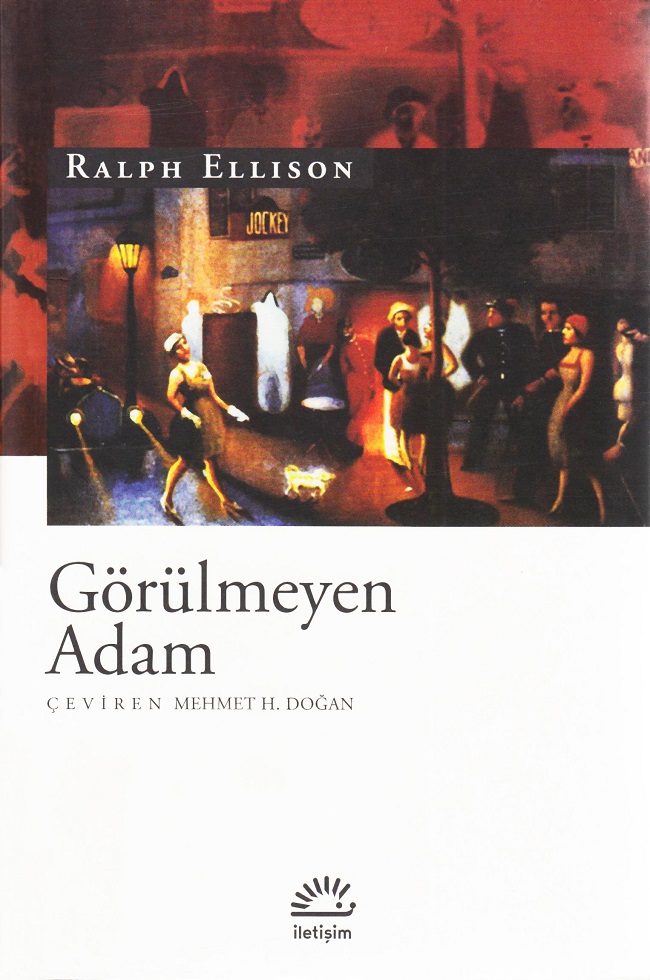 RALPH ELLISON
JOCKEY
Görülmeyen
Adam
ÇEVİREN MEHMET H. DOĞAN
iletişim